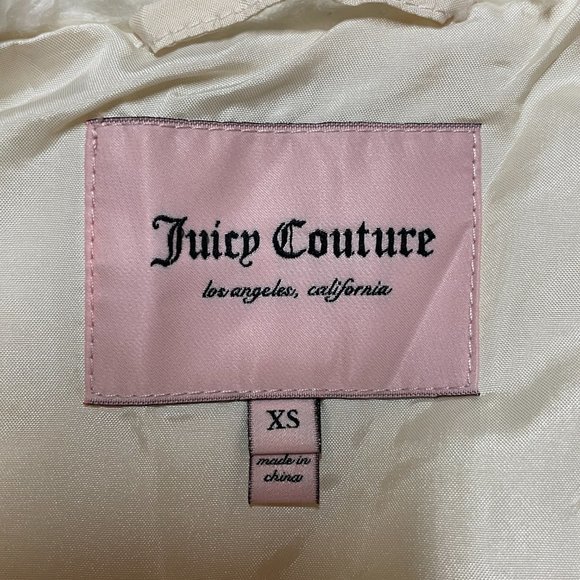 Juicy Couture
los angeles, california
XS
made in
china